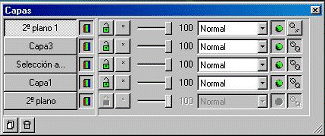 Capas
2º plano 1 100 Normal
Capa3 100 Normal
Selección a... 100 Normal
Capa1 100 Normal
2º plano 100 Normal